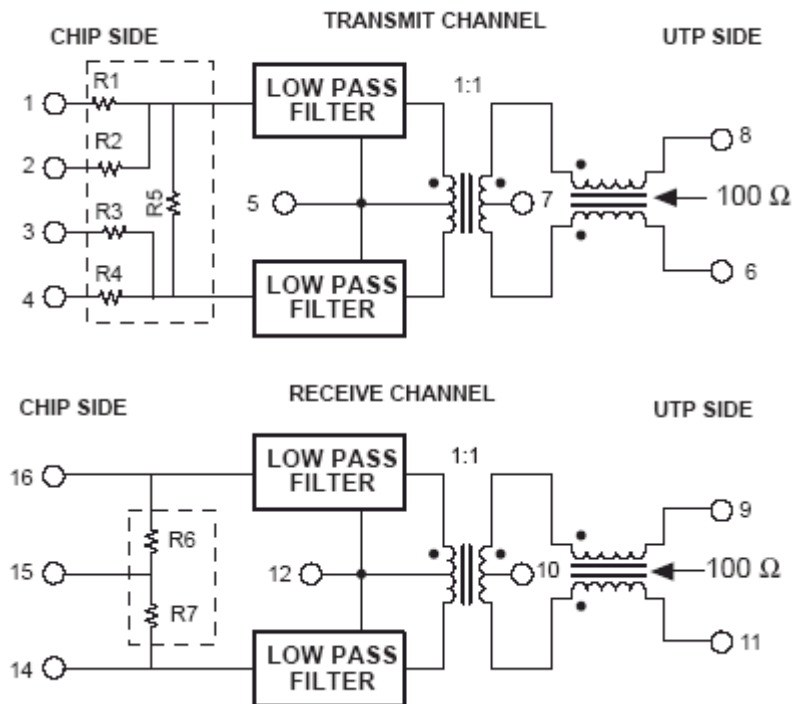 TRANSMIT CHANNEL
CHIP SIDE
UTP SIDE
R1
1
LOW PASS
FILTER
1:1
8
R2
2
R5
5
7
100 Ω
R3
3
R4
4
LOW PASS
FILTER
6
RECEIVE CHANNEL
CHIP SIDE
UTP SIDE
16
LOW PASS
FILTER
1:1
9
R6
15
12
10
100 Ω
R7
14
LOW PASS
FILTER
11